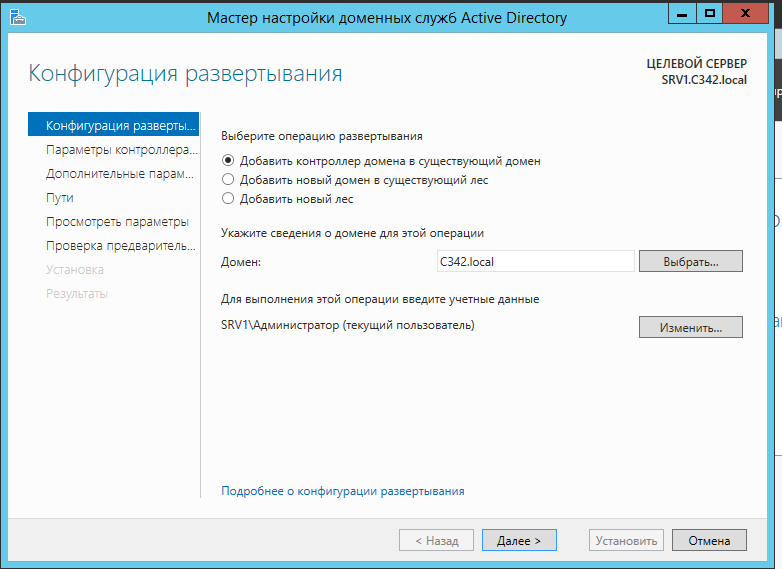 Мастер настройки доменных служб Active Directory
Конфигурация развертывания
ЦЕЛЕВОЙ СЕРВЕР
SRV1.C342.local
Конфигурация разверты...
Параметры контроллера...
Дополнительные парам...
Пути
Просмотреть параметры
Проверка предваритель...
Установка
Результаты
Выберите операцию развертывания
Добавить контроллер домена в существующий домен
Добавить новый домен в существующий лес
Добавить новый лес
Укажите сведения о домене для этой операции
Домен:
C342.local
Выбрать...
Для выполнения этой операции введите учетные данные
SRV1\Администратор (текущий пользователь)
Изменить...
Подробнее о конфигурации развертывания
< Назад
Далее >
Установить
Отмена